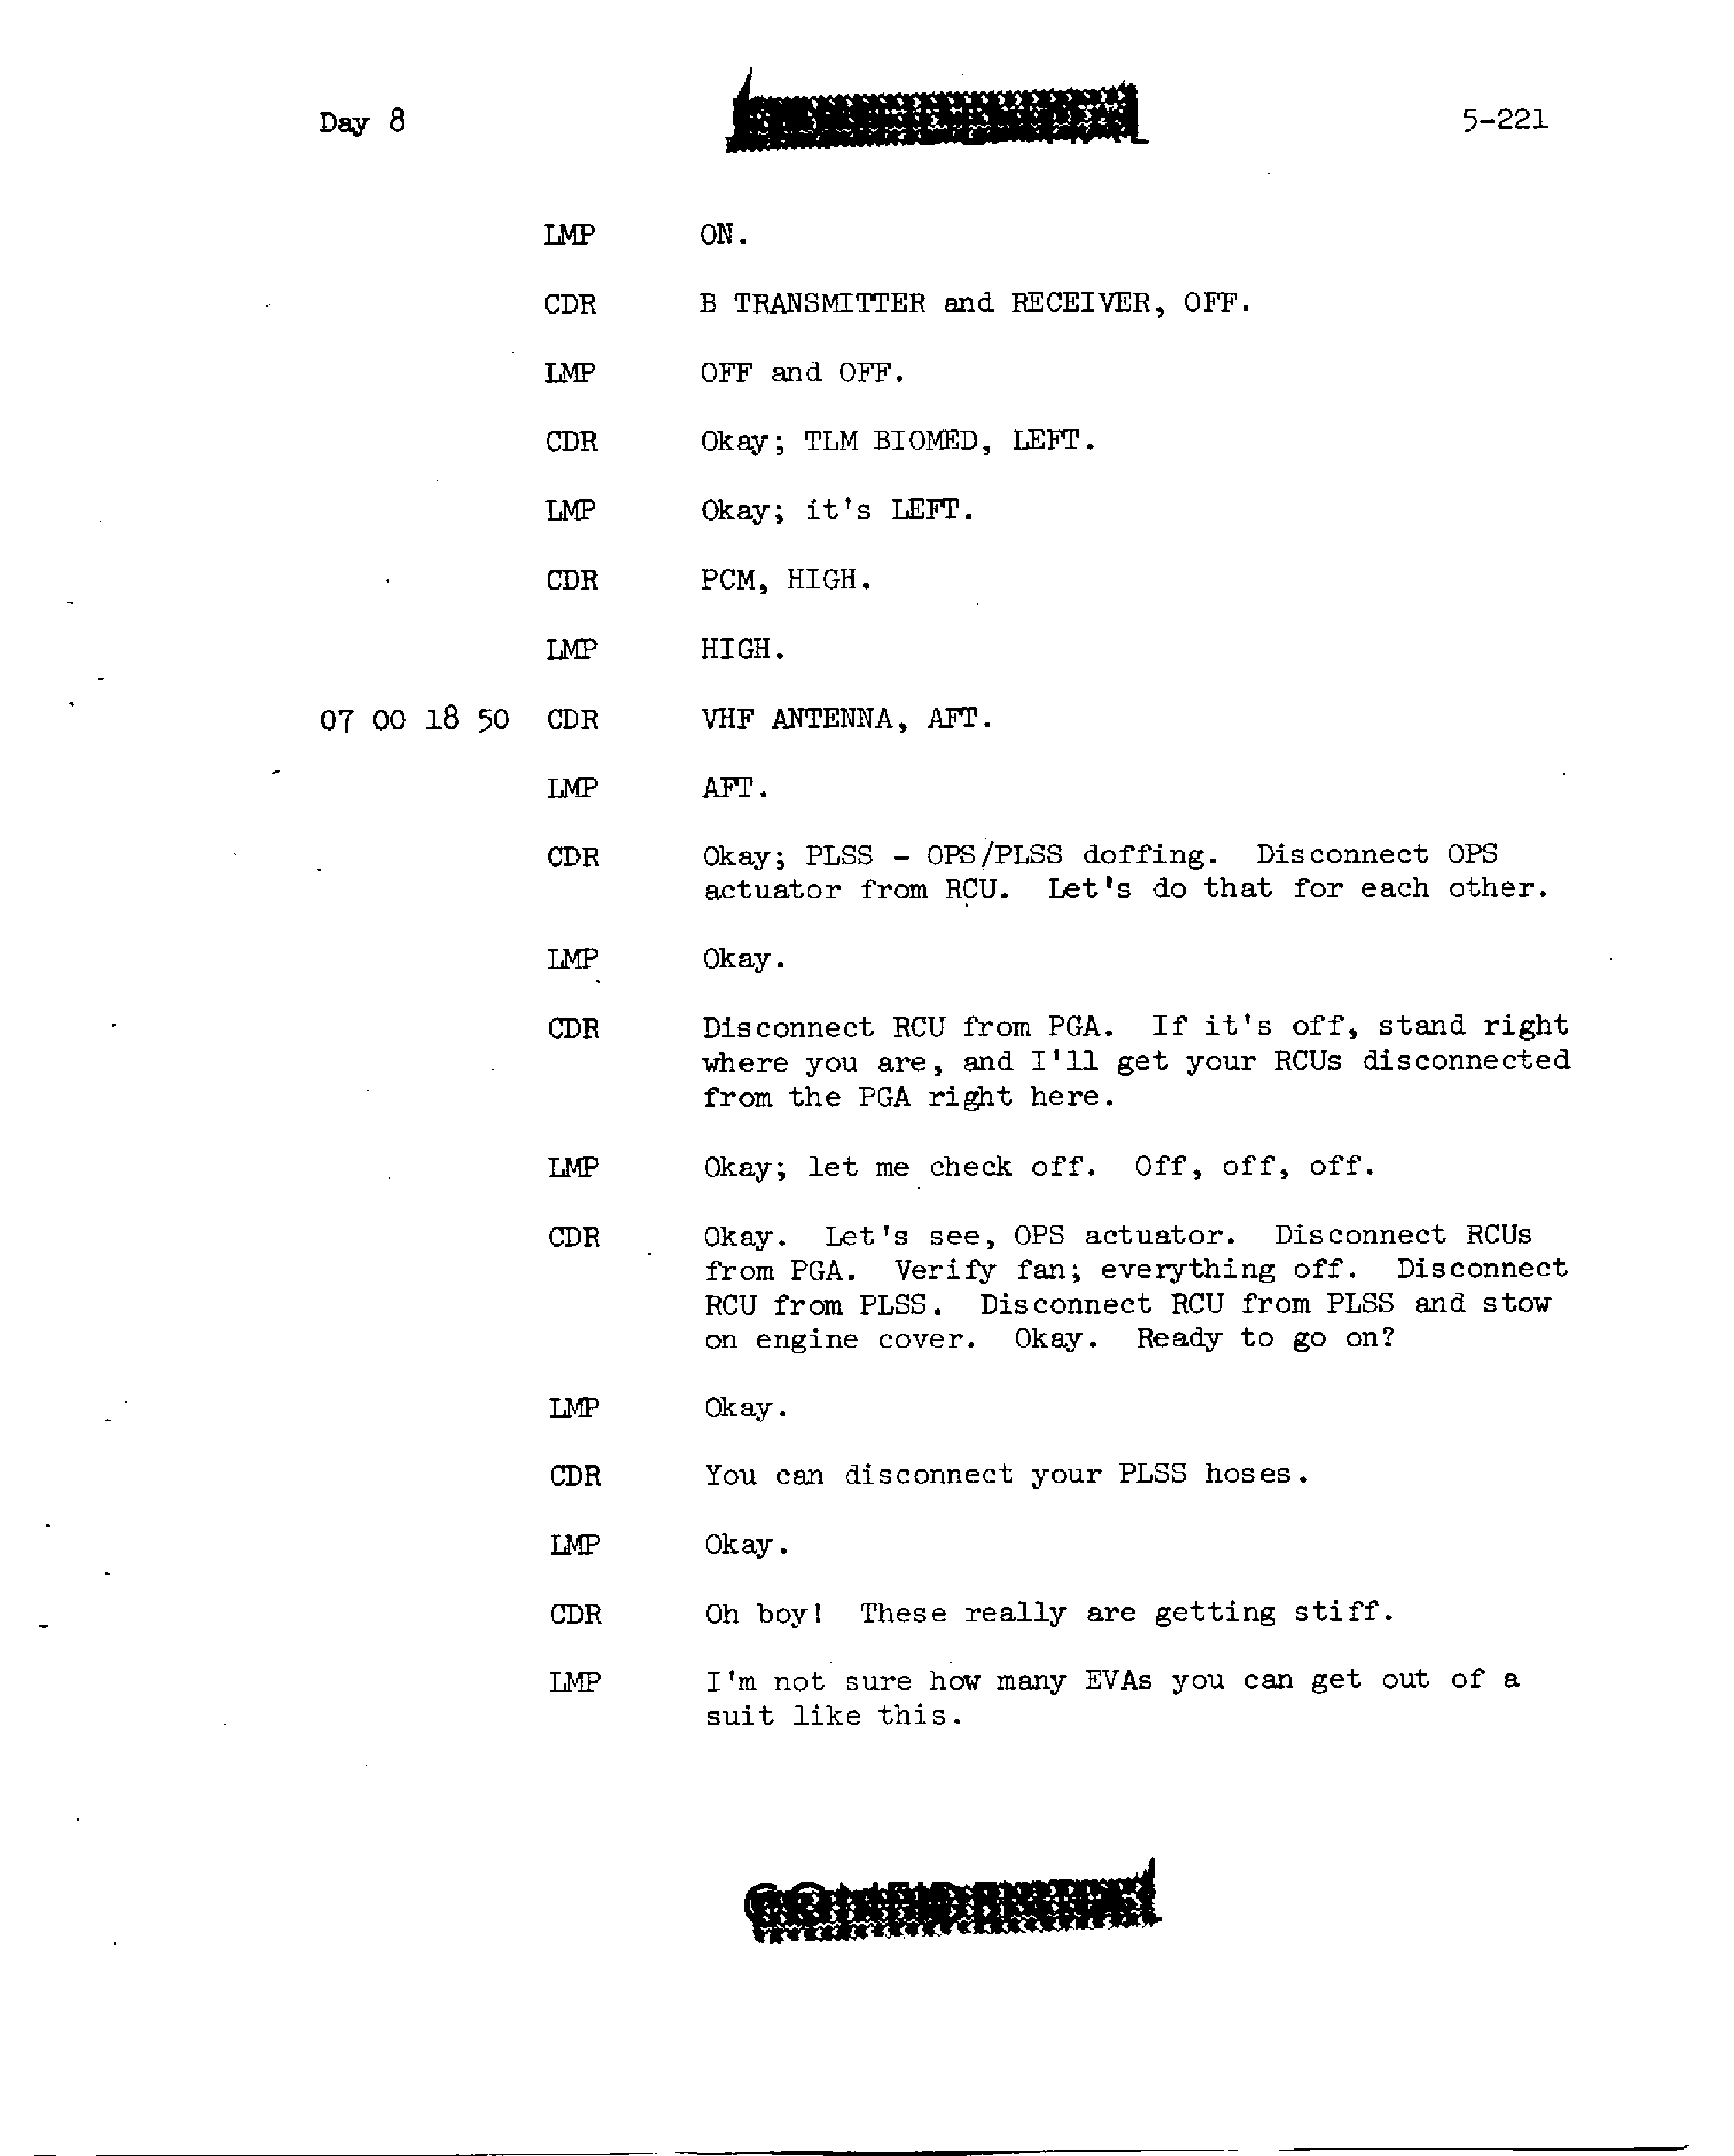 Day 8
5-221
LMP ON.
CDR B TRANSMITTER and RECEIVER, OFF.
LMP OFF and OFF.
CDR Okay; TLM BIOMED, LEFT.
LMP Okay; it's LEFT.
CDR PCM, HIGH.
LMP HIGH.
07 00 18 50 CDR VHF ANTENNA, AFT.
LMP AFT.
CDR Okay; PLSS - OPS/PLSS doffing. Disconnect OPS
actuator from RCU. Let's do that for each other.
LMP Okay.
CDR Disconnect RCU from PGA. If it's off, stand right
where you are, and I'll get your RCUs disconnected
from the PGA right here.
LMP Okay; let me check off. Off, off, off.
CDR Okay. Let's see, OPS actuator. Disconnect RCUs
from PGA. Verify fan; everything off. Disconnect
RCU from PLSS. Disconnect RCU from PLSS and stow
on engine cover. Okay. Ready to go on?
LMP Okay.
CDR You can disconnect your PLSS hoses.
LMP Okay.
CDR Oh boy! These really are getting stiff.
LMP I'm not sure how many EVAs you can get out of a
suit like this.